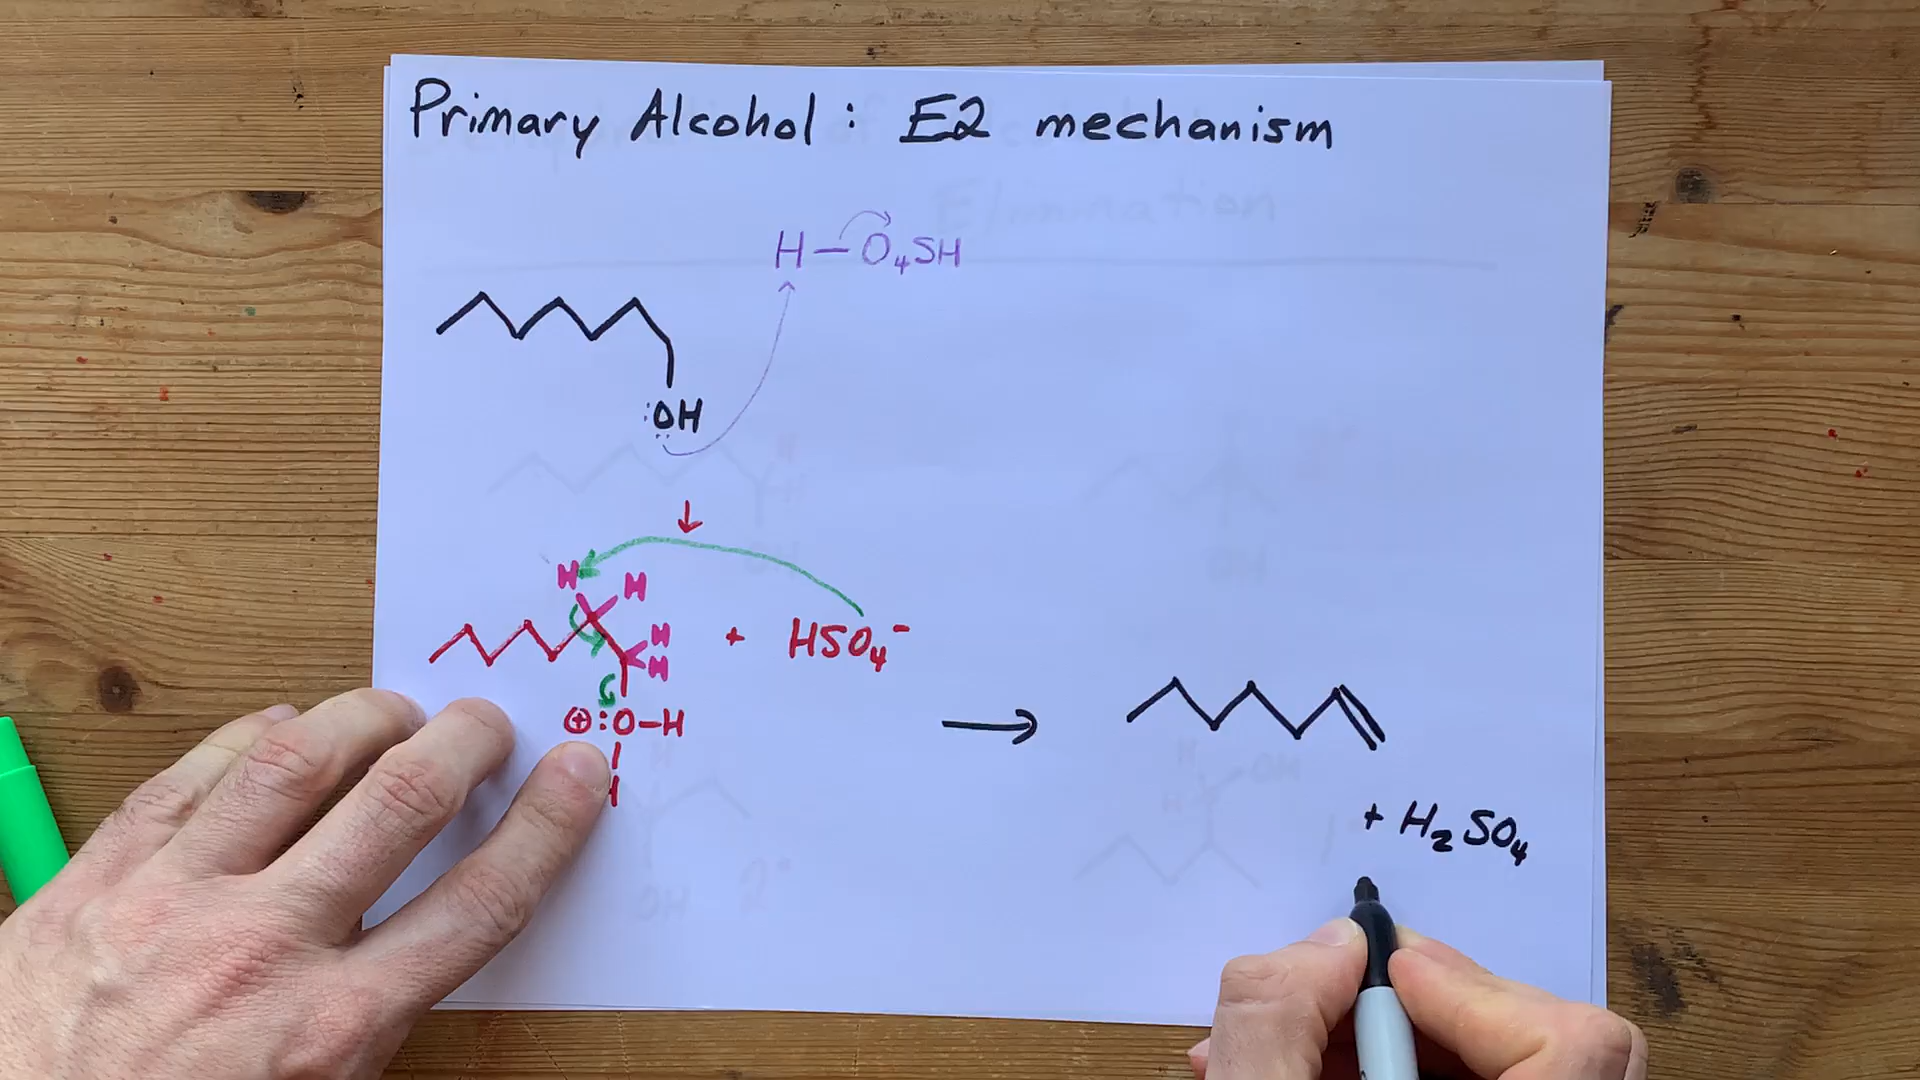 Primary Alcohol: E2 mechanism
H–O₄SH
:OH
H H
H
H
+ HSO₄⁻
⊕:O–H
H
+ H₂SO₄